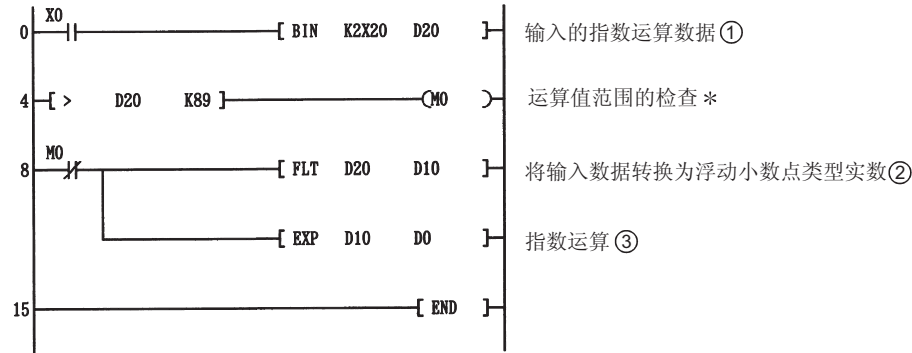 X0
0 [ BIN K2X20 D20 ] 输入的指数运算数据①
4 [ > D20 K89 ] (M0 ) 运算值范围的检查＊
M0
8 [ FLT D20 D10 ] 将输入数据转换为浮动小数点类型实数②
[ EXP D10 D0 ] 指数运算③
15 [ END ]